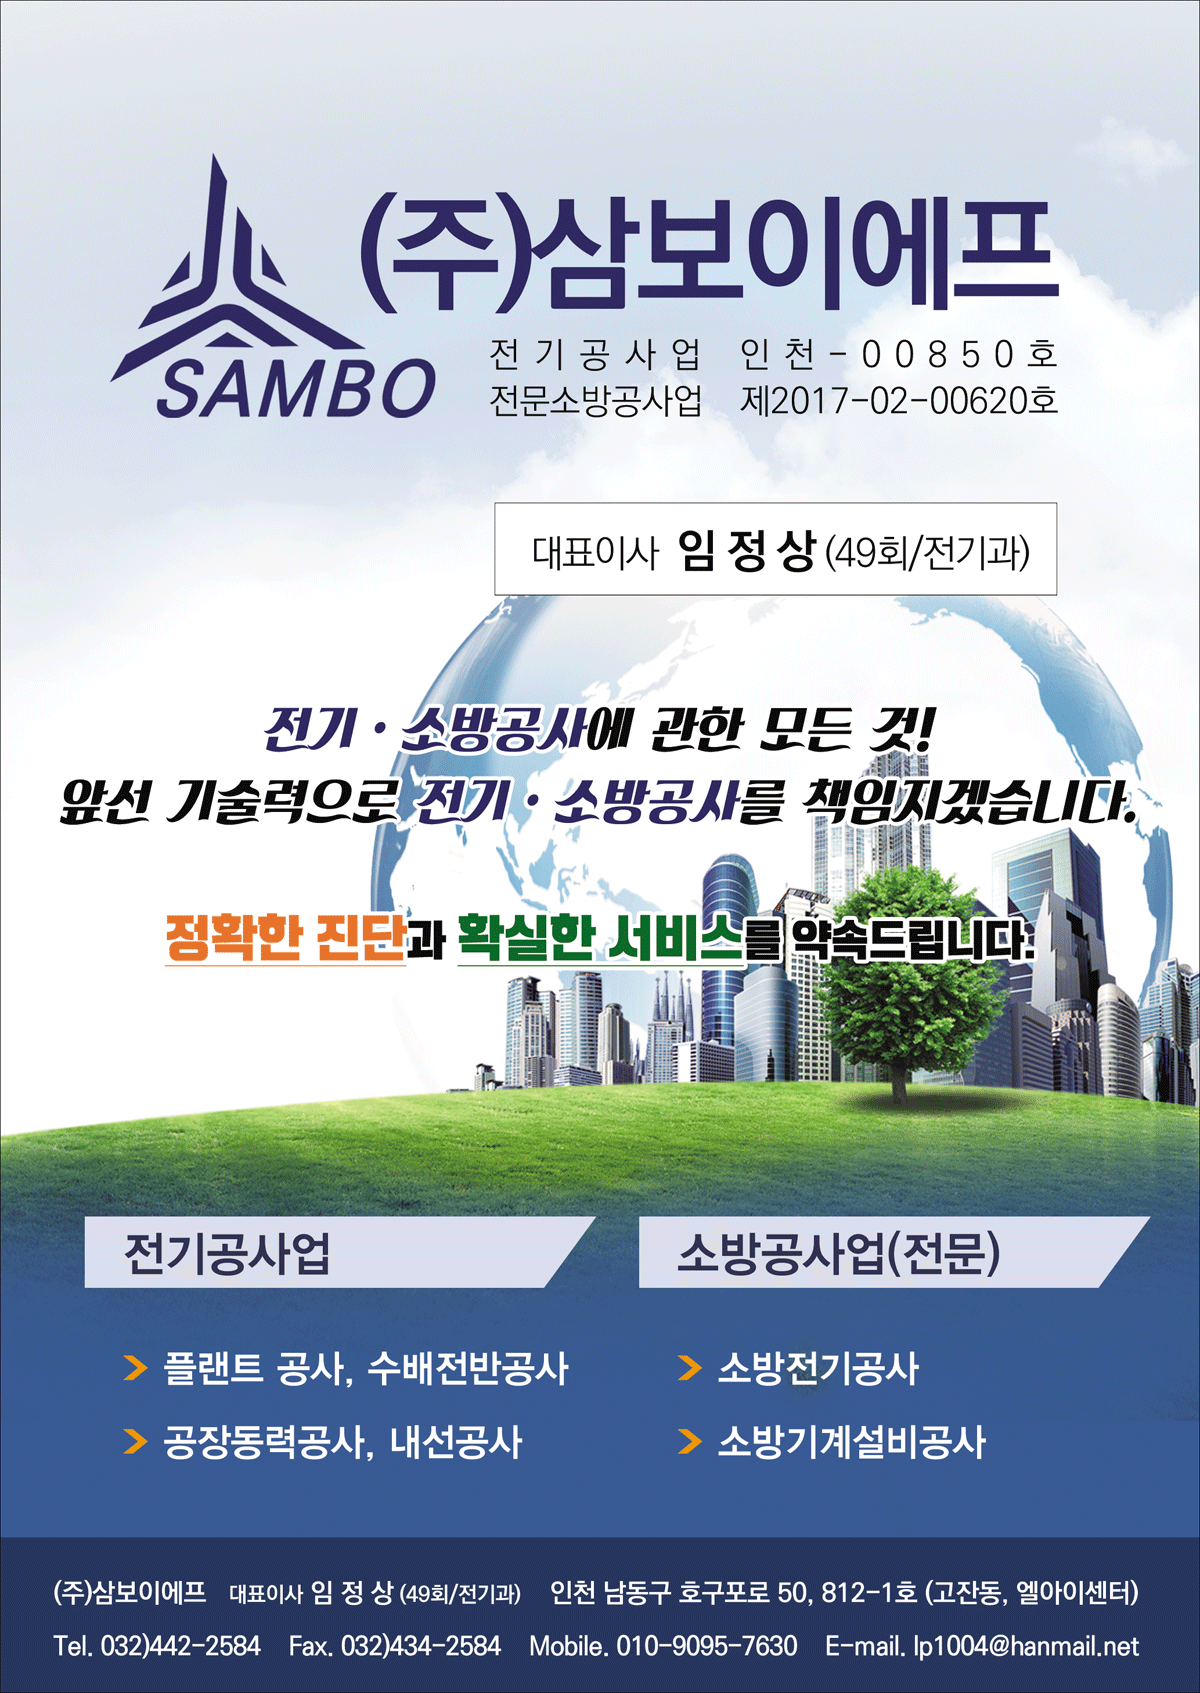 (주)삼보이에프
SAMBO
전기공사업 인천-00850호
전문소방공사업 제2017-02-00620호
대표이사 임정상 (49회/전기과)
전기·소방공사에 관한 모든 것!
앞선 기술력으로 전기·소방공사를 책임지겠습니다.
정확한 진단과 확실한 서비스를 약속드립니다.
전기공사업
플랜트 공사, 수배전반공사
공장동력공사, 내선공사
소방공사업(전문)
소방전기공사
소방기계설비공사
(주)삼보이에프 대표이사 임정상 (49회/전기과) 인천 남동구 호구포로 50, 812-1호 (고잔동, 엘아이센터)
Tel. 032)442-2584 Fax. 032)434-2584 Mobile. 010-9095-7630 E-mail. lp1004@hanmail.net